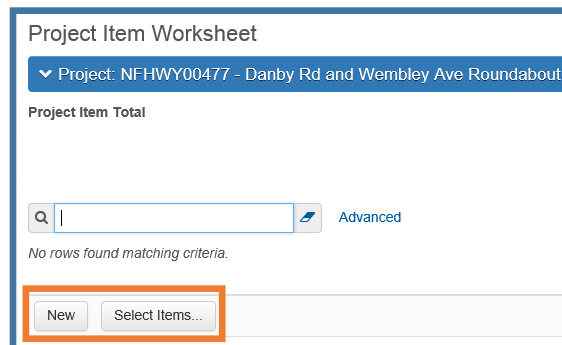 Project Item Worksheet
Project: NFHWY00477 - Danby Rd and Wembley Ave Roundabout
Project Item Total
Advanced
No rows found matching criteria.
New Select Items...